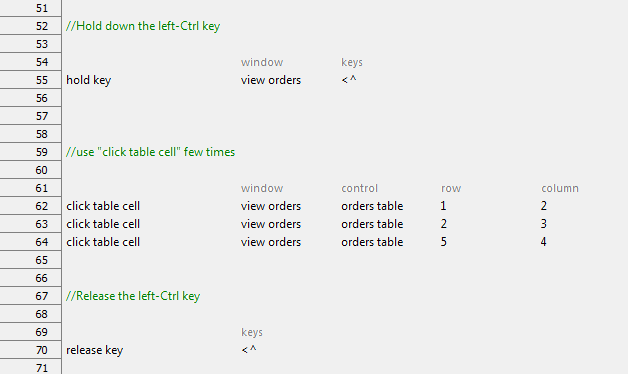 51
52 //Hold down the left-Ctrl key
53
54 window keys
55 hold key view orders <^
56
57
58
59 //use "click table cell" few times
60
61 window control row column
62 click table cell view orders orders table 1 2
63 click table cell view orders orders table 2 3
64 click table cell view orders orders table 5 4
65
66
67 //Release the left-Ctrl key
68
69 keys
70 release key <^
71